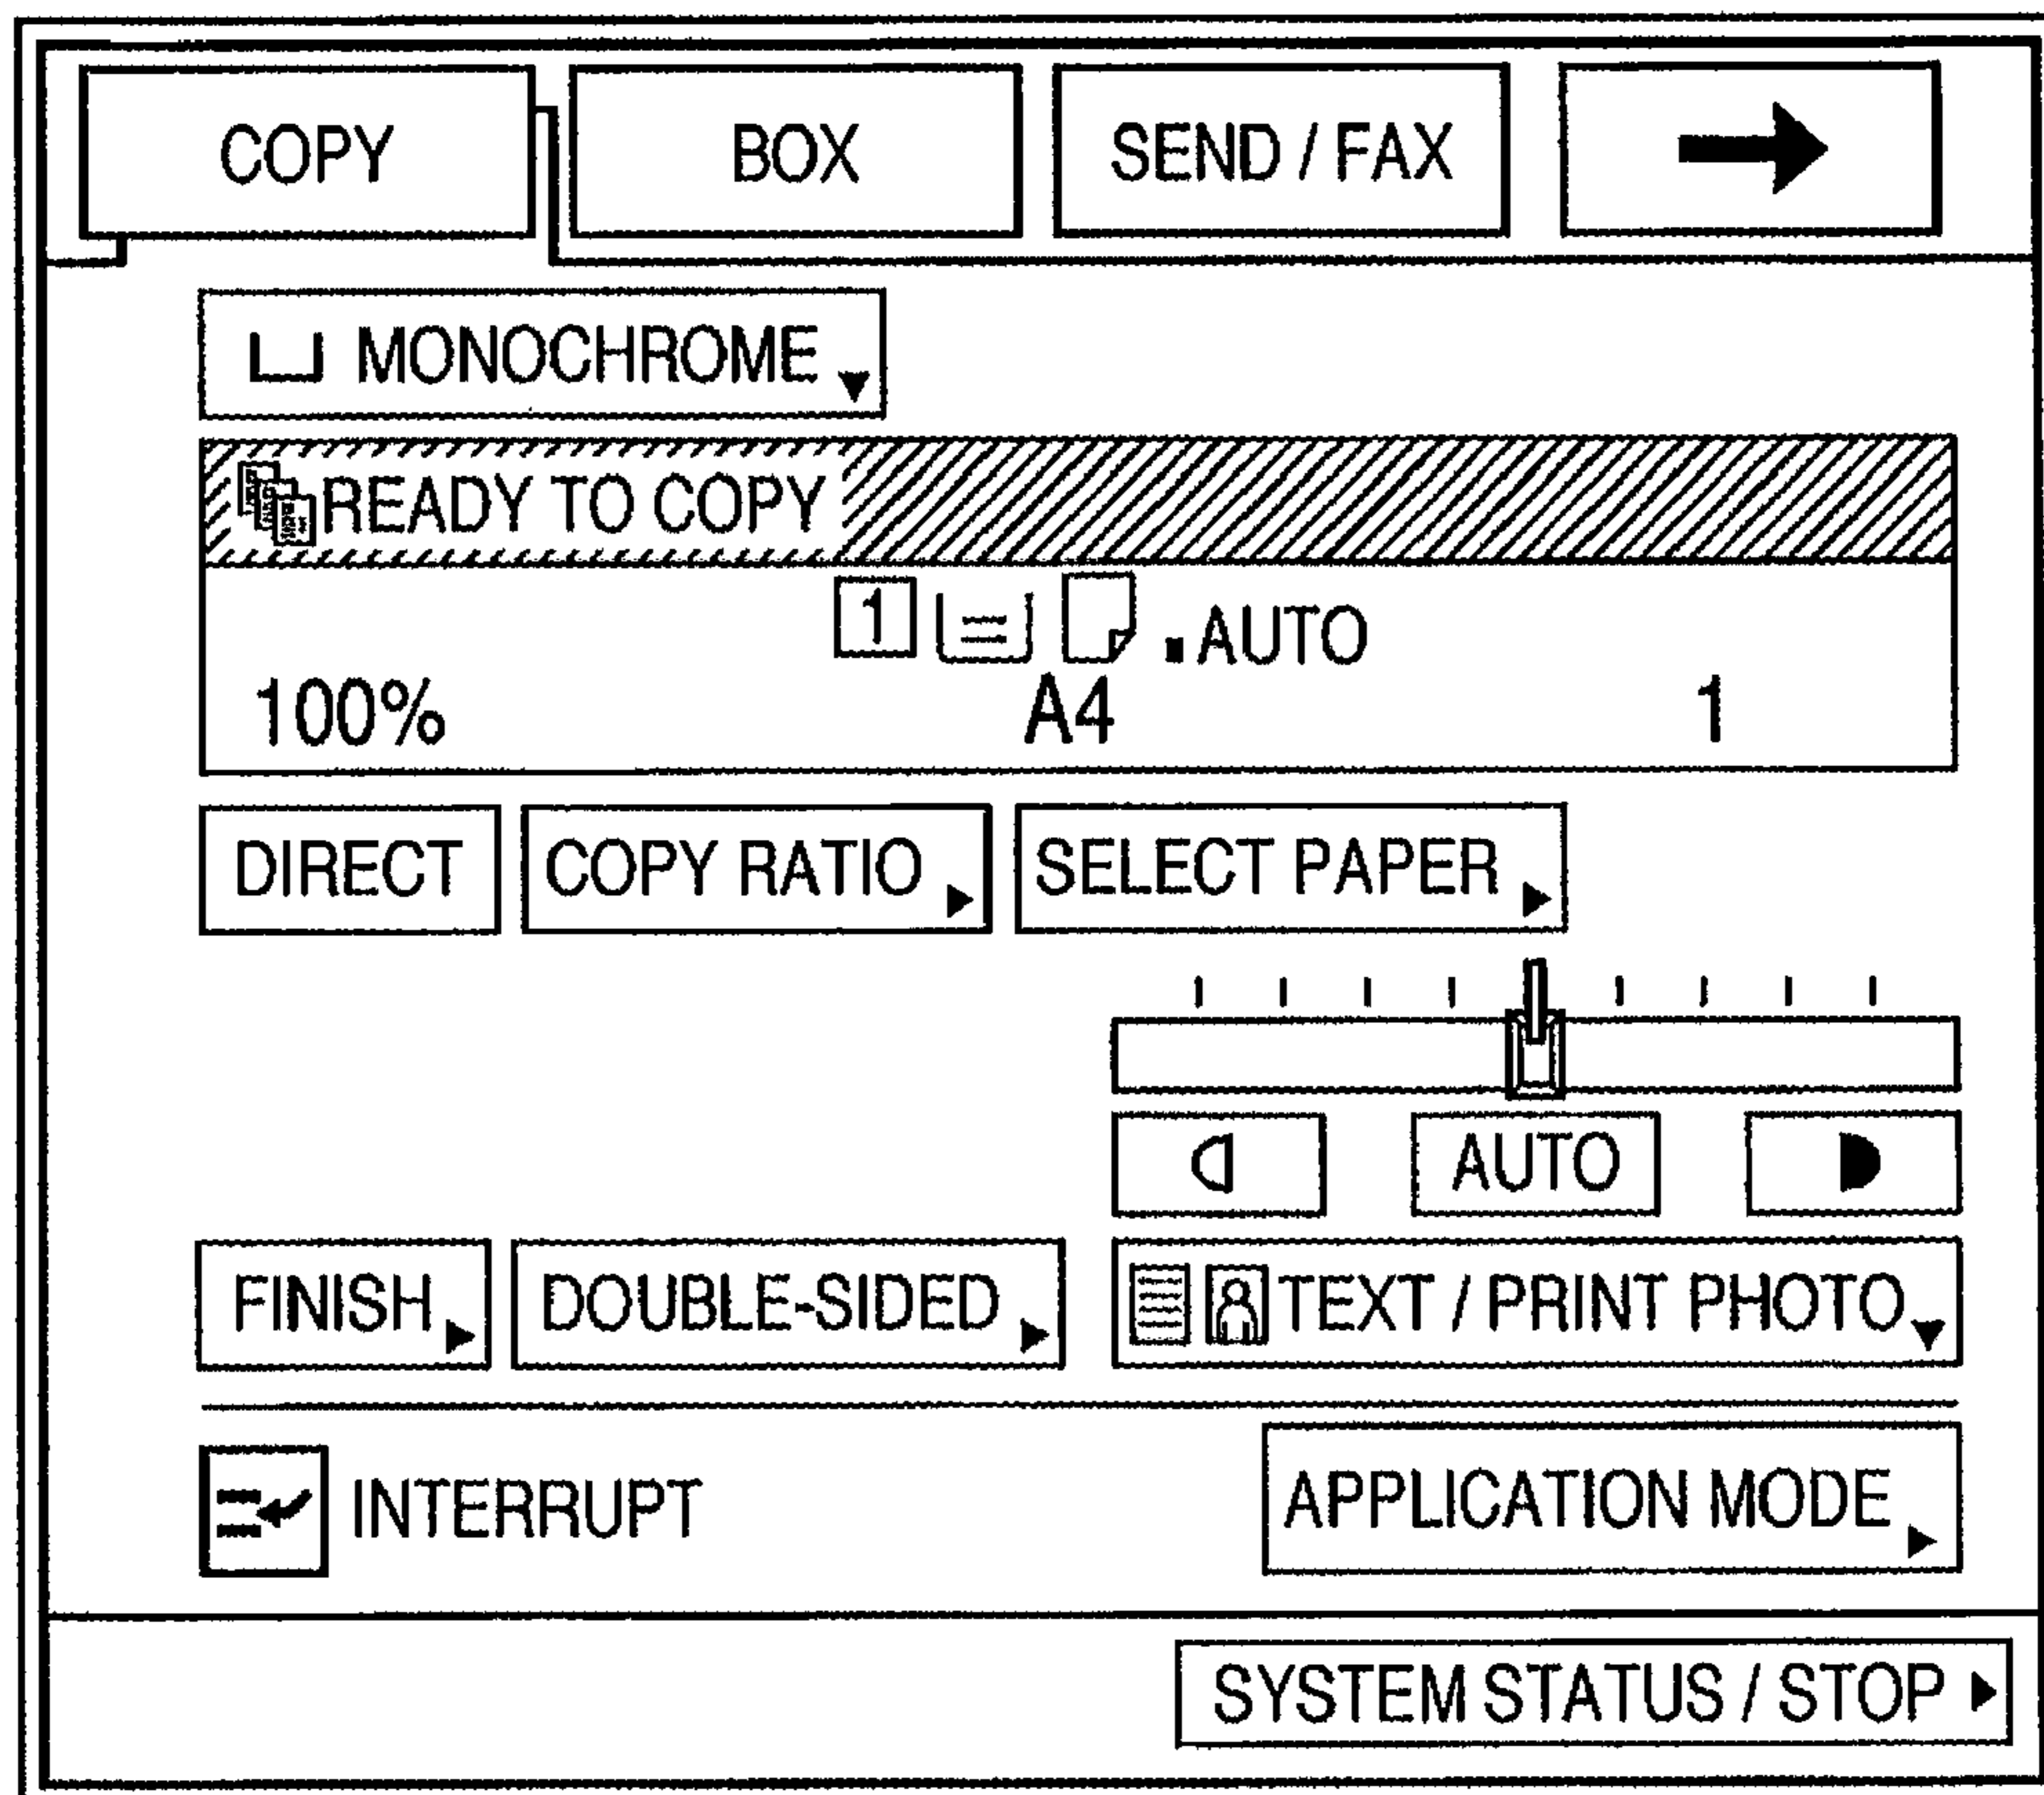 COPY BOX SEND / FAX
MONOCHROME
READY TO COPY
1 AUTO
100% A4 1
DIRECT COPY RATIO SELECT PAPER
AUTO
FINISH DOUBLE-SIDED TEXT / PRINT PHOTO
INTERRUPT APPLICATION MODE
SYSTEM STATUS / STOP